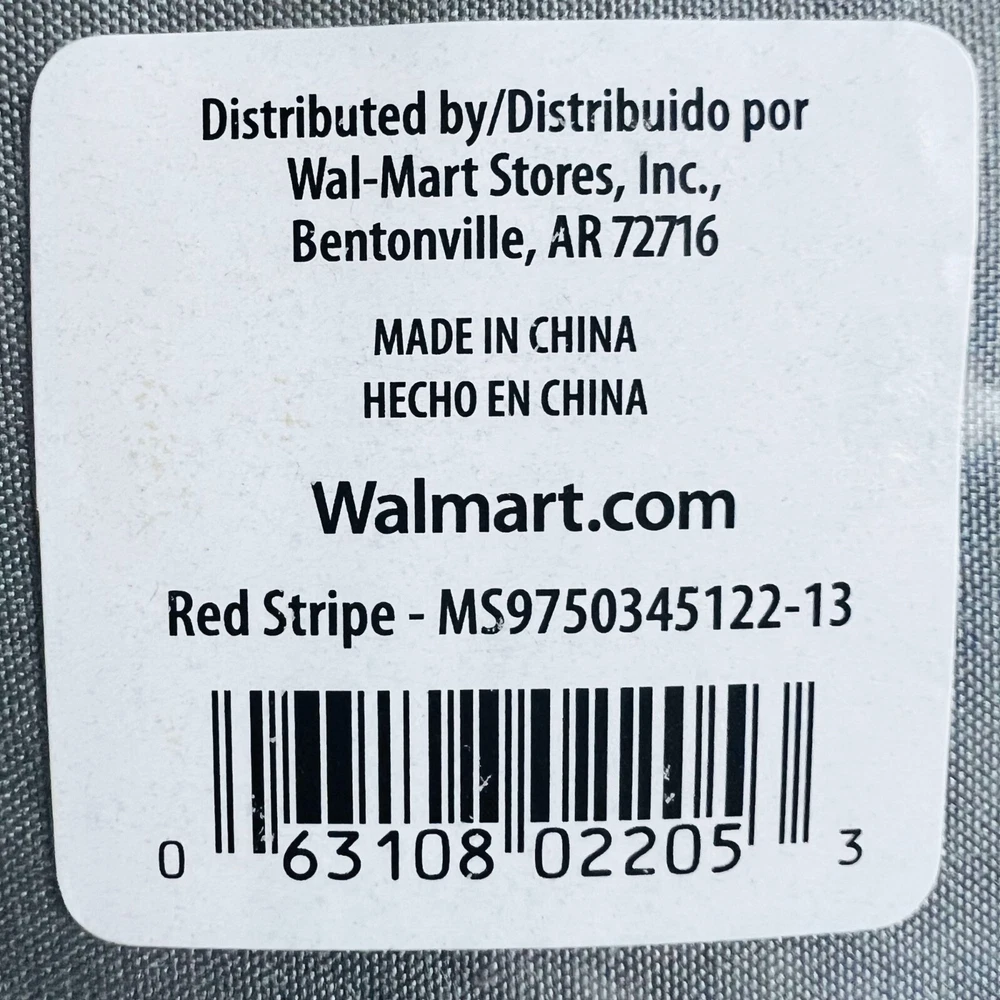 Distributed by/Distribuido por
Wal-Mart Stores, Inc.,
Bentonville, AR 72716
MADE IN CHINA
HECHO EN CHINA
Walmart.com
Red Stripe - MS9750345122-13
0 63108 02205 3